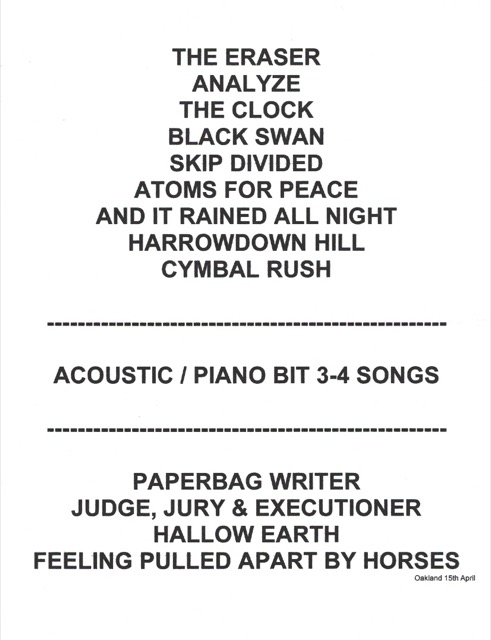 THE ERASER
ANALYZE
THE CLOCK
BLACK SWAN
SKIP DIVIDED
ATOMS FOR PEACE
AND IT RAINED ALL NIGHT
HARROWDOWN HILL
CYMBAL RUSH
----------------------------------------------------
ACOUSTIC / PIANO BIT 3-4 SONGS
----------------------------------------------------
PAPERBAG WRITER
JUDGE, JURY & EXECUTIONER
HALLOW EARTH
FEELING PULLED APART BY HORSES
Oakland 15th April